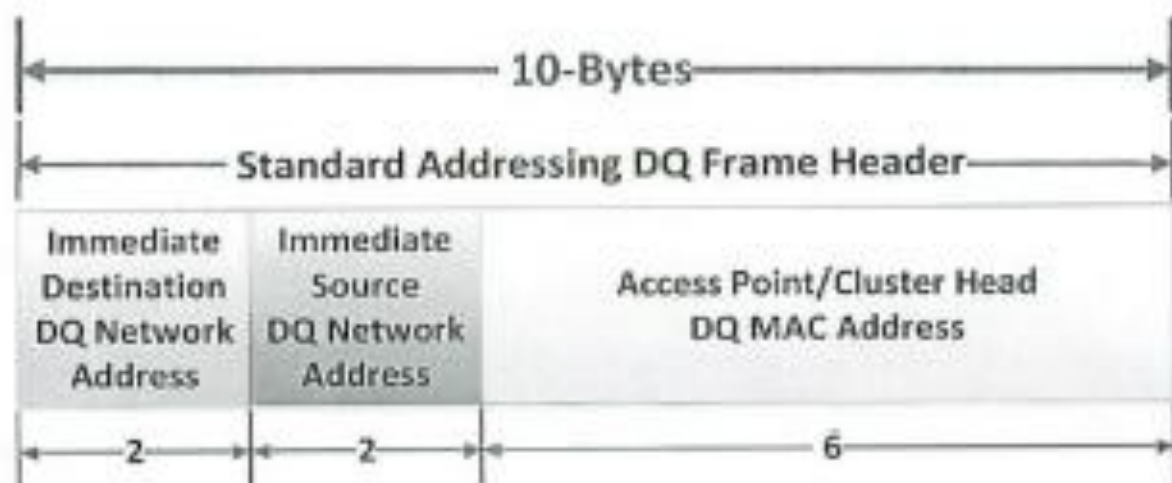 10-Bytes
Standard Addressing DQ Frame Header
Immediate
Destination
DQ Network
Address
Immediate
Source
DQ Network
Address
Access Point/Cluster Head
DQ MAC Address
2
2
6